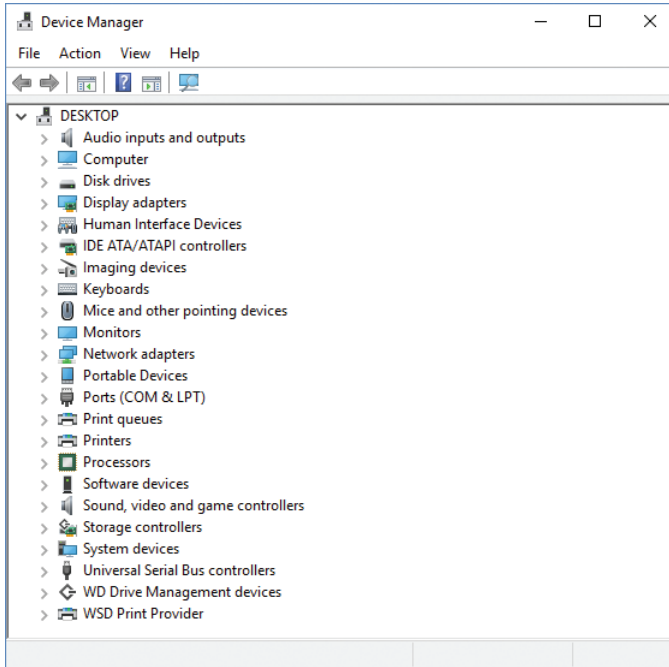 Device Manager
File Action View Help
DESKTOP
Audio inputs and outputs
Computer
Disk drives
Display adapters
Human Interface Devices
IDE ATA/ATAPI controllers
Imaging devices
Keyboards
Mice and other pointing devices
Monitors
Network adapters
Portable Devices
Ports (COM & LPT)
Print queues
Printers
Processors
Software devices
Sound, video and game controllers
Storage controllers
System devices
Universal Serial Bus controllers
WD Drive Management devices
WSD Print Provider